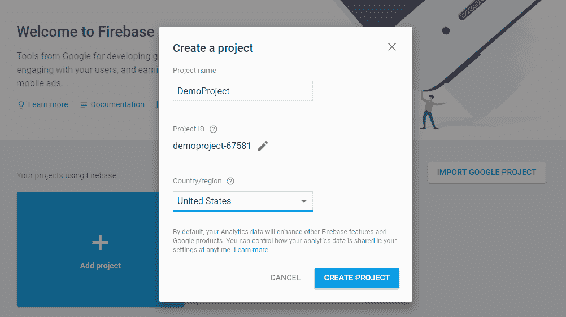 Welcome to Firebase
Tools from Google for developing g
engaging with your users, and earn
mobile ads.
Learn more
Documentation
Your projects using Firebase
Add project
IMPORT GOOGLE PROJECT
Create a project
Project name
DemoProject
Project ID
demoproject-67581
Country/region
United States
By default, your Analytics data will enhance other Firebase features and
Google products. You can control how your analytics data is shared in your
settings at anytime. Learn more
CANCEL
CREATE PROJECT